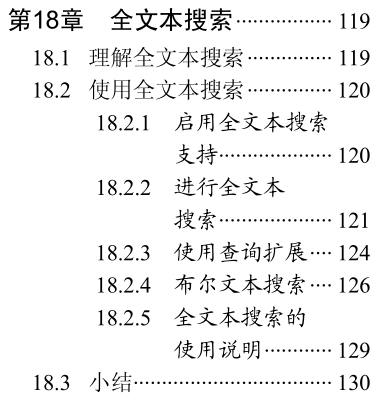 第18章 全文本搜索……………… 119
18.1 理解全文本搜索…………… 119
18.2 使用全文本搜索…………… 120
18.2.1 启用全文本搜索
支持………………… 120
18.2.2 进行全文本
搜索………………… 121
18.2.3 使用查询扩展…… 124
18.2.4 布尔文本搜索…… 126
18.2.5 全文本搜索的
使用说明………… 129
18.3 小结……………………………… 130